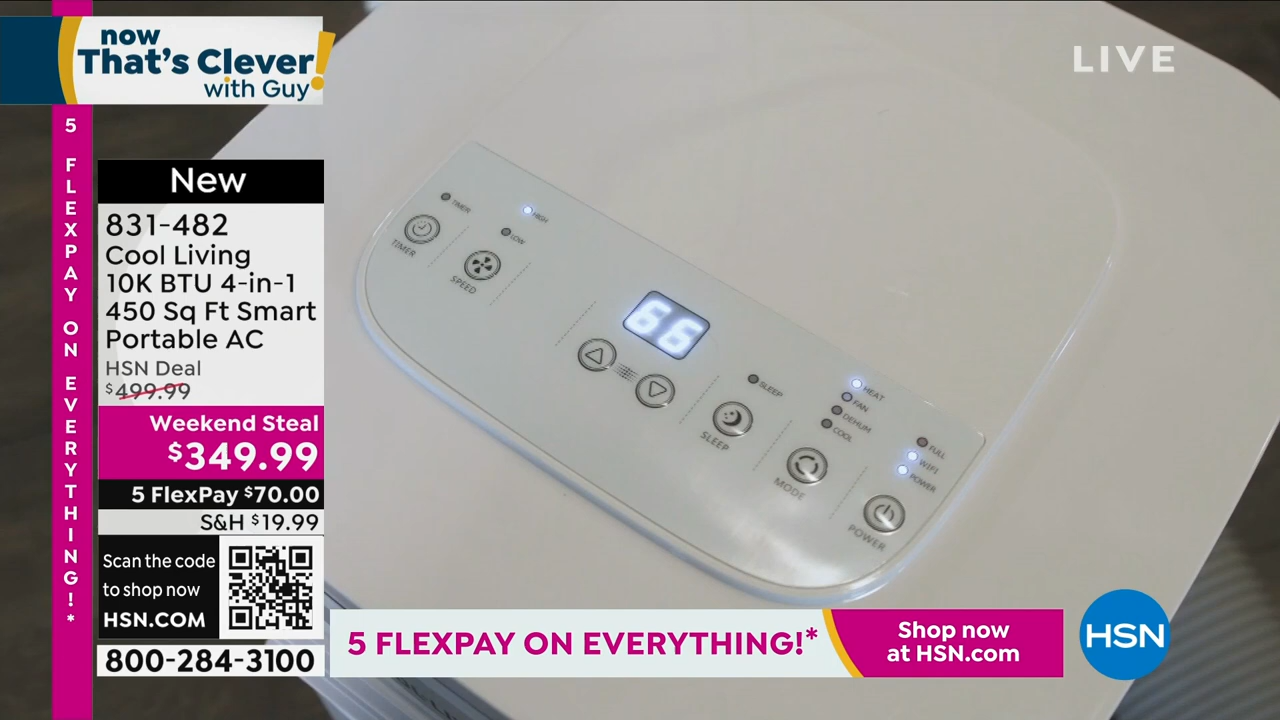 now
That's Clever!
with Guy
LIVE
5 FLEXPAY ON EVERYTHING!*
New
831-482
Cool Living
10K BTU 4-in-1
450 Sq Ft Smart
Portable AC
HSN Deal
$499.99
Weekend Steal
$349.99
5 FlexPay $70.00
S&H $19.99
Scan the code
to shop now
HSN.COM
800-284-3100
TIMER
TIMER
HIGH
LOW
SPEED
66
SLEEP
SLEEP
HEAT
FAN
DEHUM
COOL
MODE
FULL
WIFI
POWER
POWER
5 FLEXPAY ON EVERYTHING!*
Shop now
at HSN.com
HSN